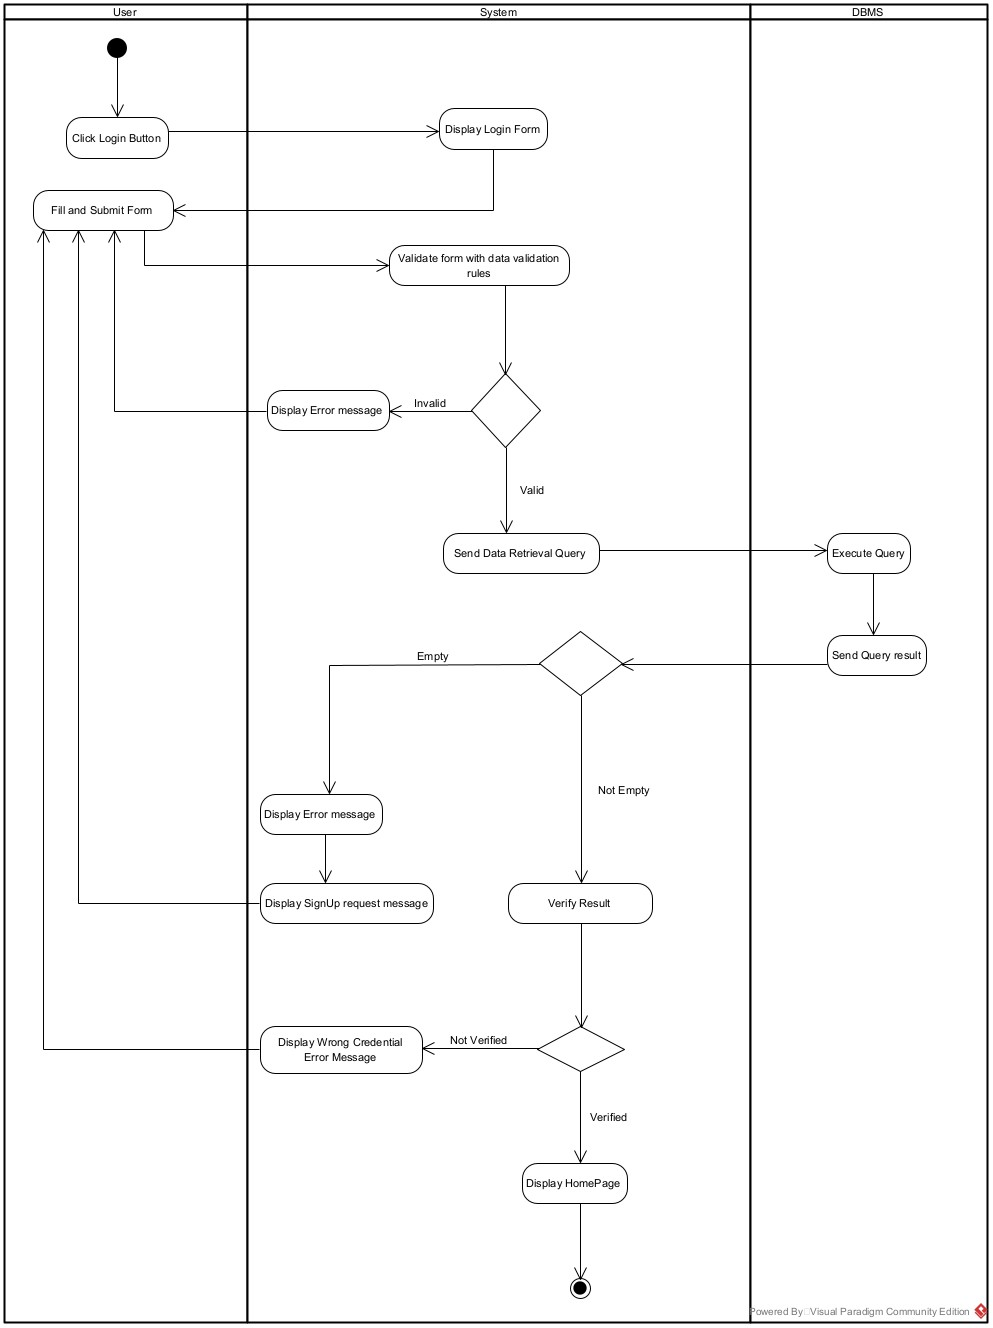 User
System
DBMS
Click Login Button
Display Login Form
Fill and Submit Form
Validate form with data validation
rules
Display Error message
Invalid
Valid
Send Data Retrieval Query
Execute Query
Send Query result
Empty
Not Empty
Display Error message
Display SignUp request message
Verify Result
Display Wrong Credential
Error Message
Not Verified
Verified
Display HomePage
Powered By Visual Paradigm Community Edition